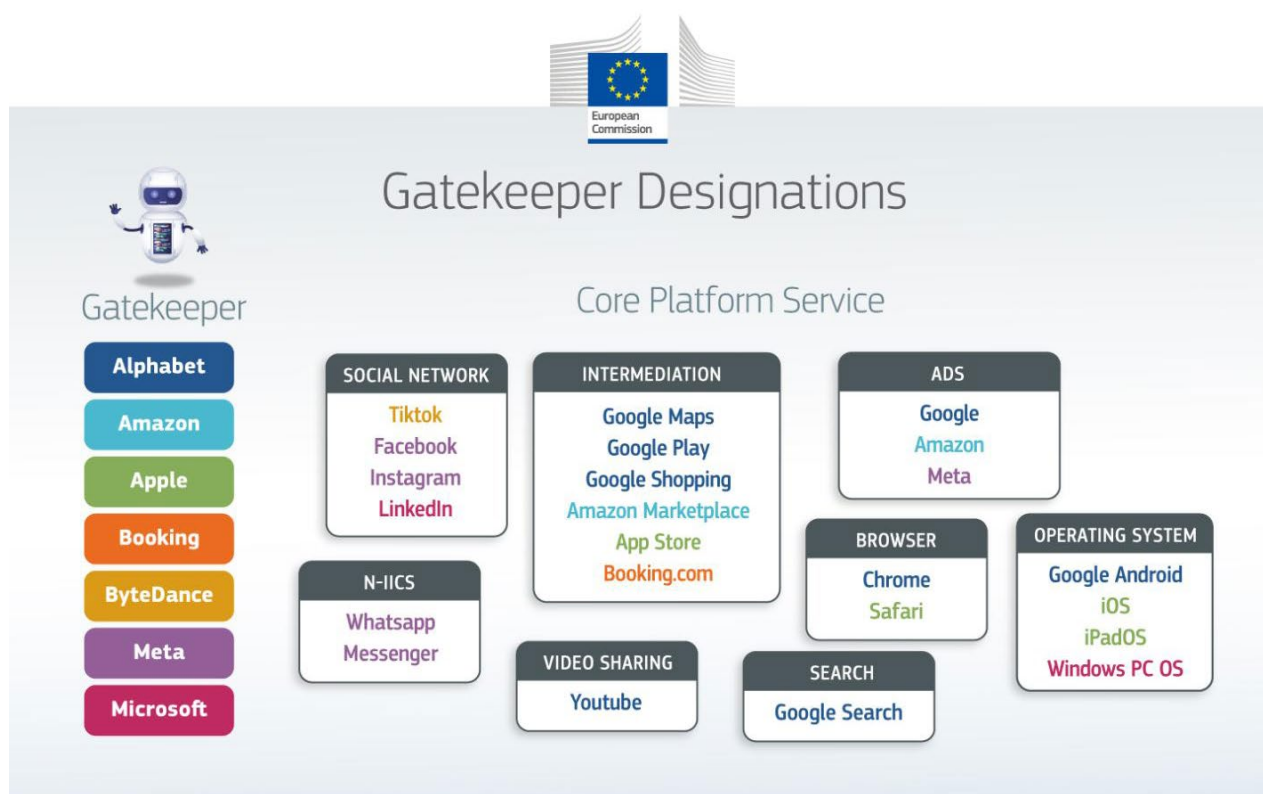 European
Commission
Gatekeeper Designations
Gatekeeper
Alphabet
Amazon
Apple
Booking
ByteDance
Meta
Microsoft
Core Platform Service
SOCIAL NETWORK
Tiktok
Facebook
Instagram
LinkedIn
INTERMEDIATION
Google Maps
Google Play
Google Shopping
Amazon Marketplace
App Store
Booking.com
ADS
Google
Amazon
Meta
N-IICS
Whatsapp
Messenger
VIDEO SHARING
Youtube
BROWSER
Chrome
Safari
SEARCH
Google Search
OPERATING SYSTEM
Google Android
iOS
iPadOS
Windows PC OS